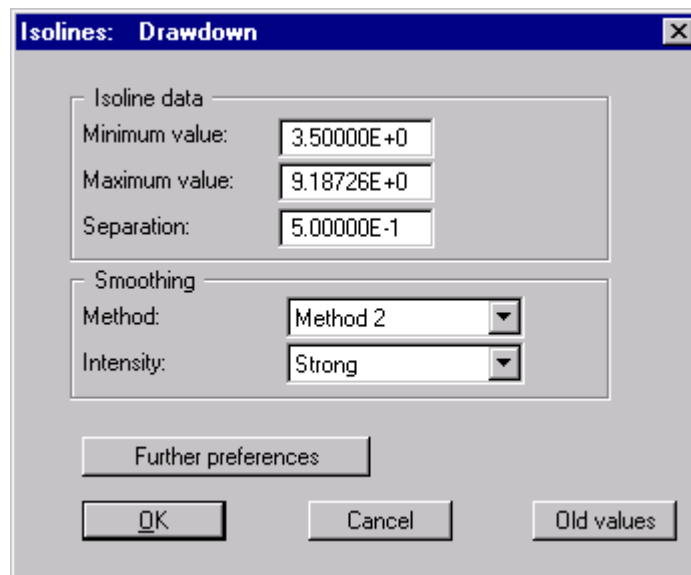 Isolines: Drawdown
Isoline data
Minimum value: 3.50000E+0
Maximum value: 9.18726E+0
Separation: 5.00000E-1
Smoothing
Method: Method 2
Intensity: Strong
Further preferences
OK Cancel Old values